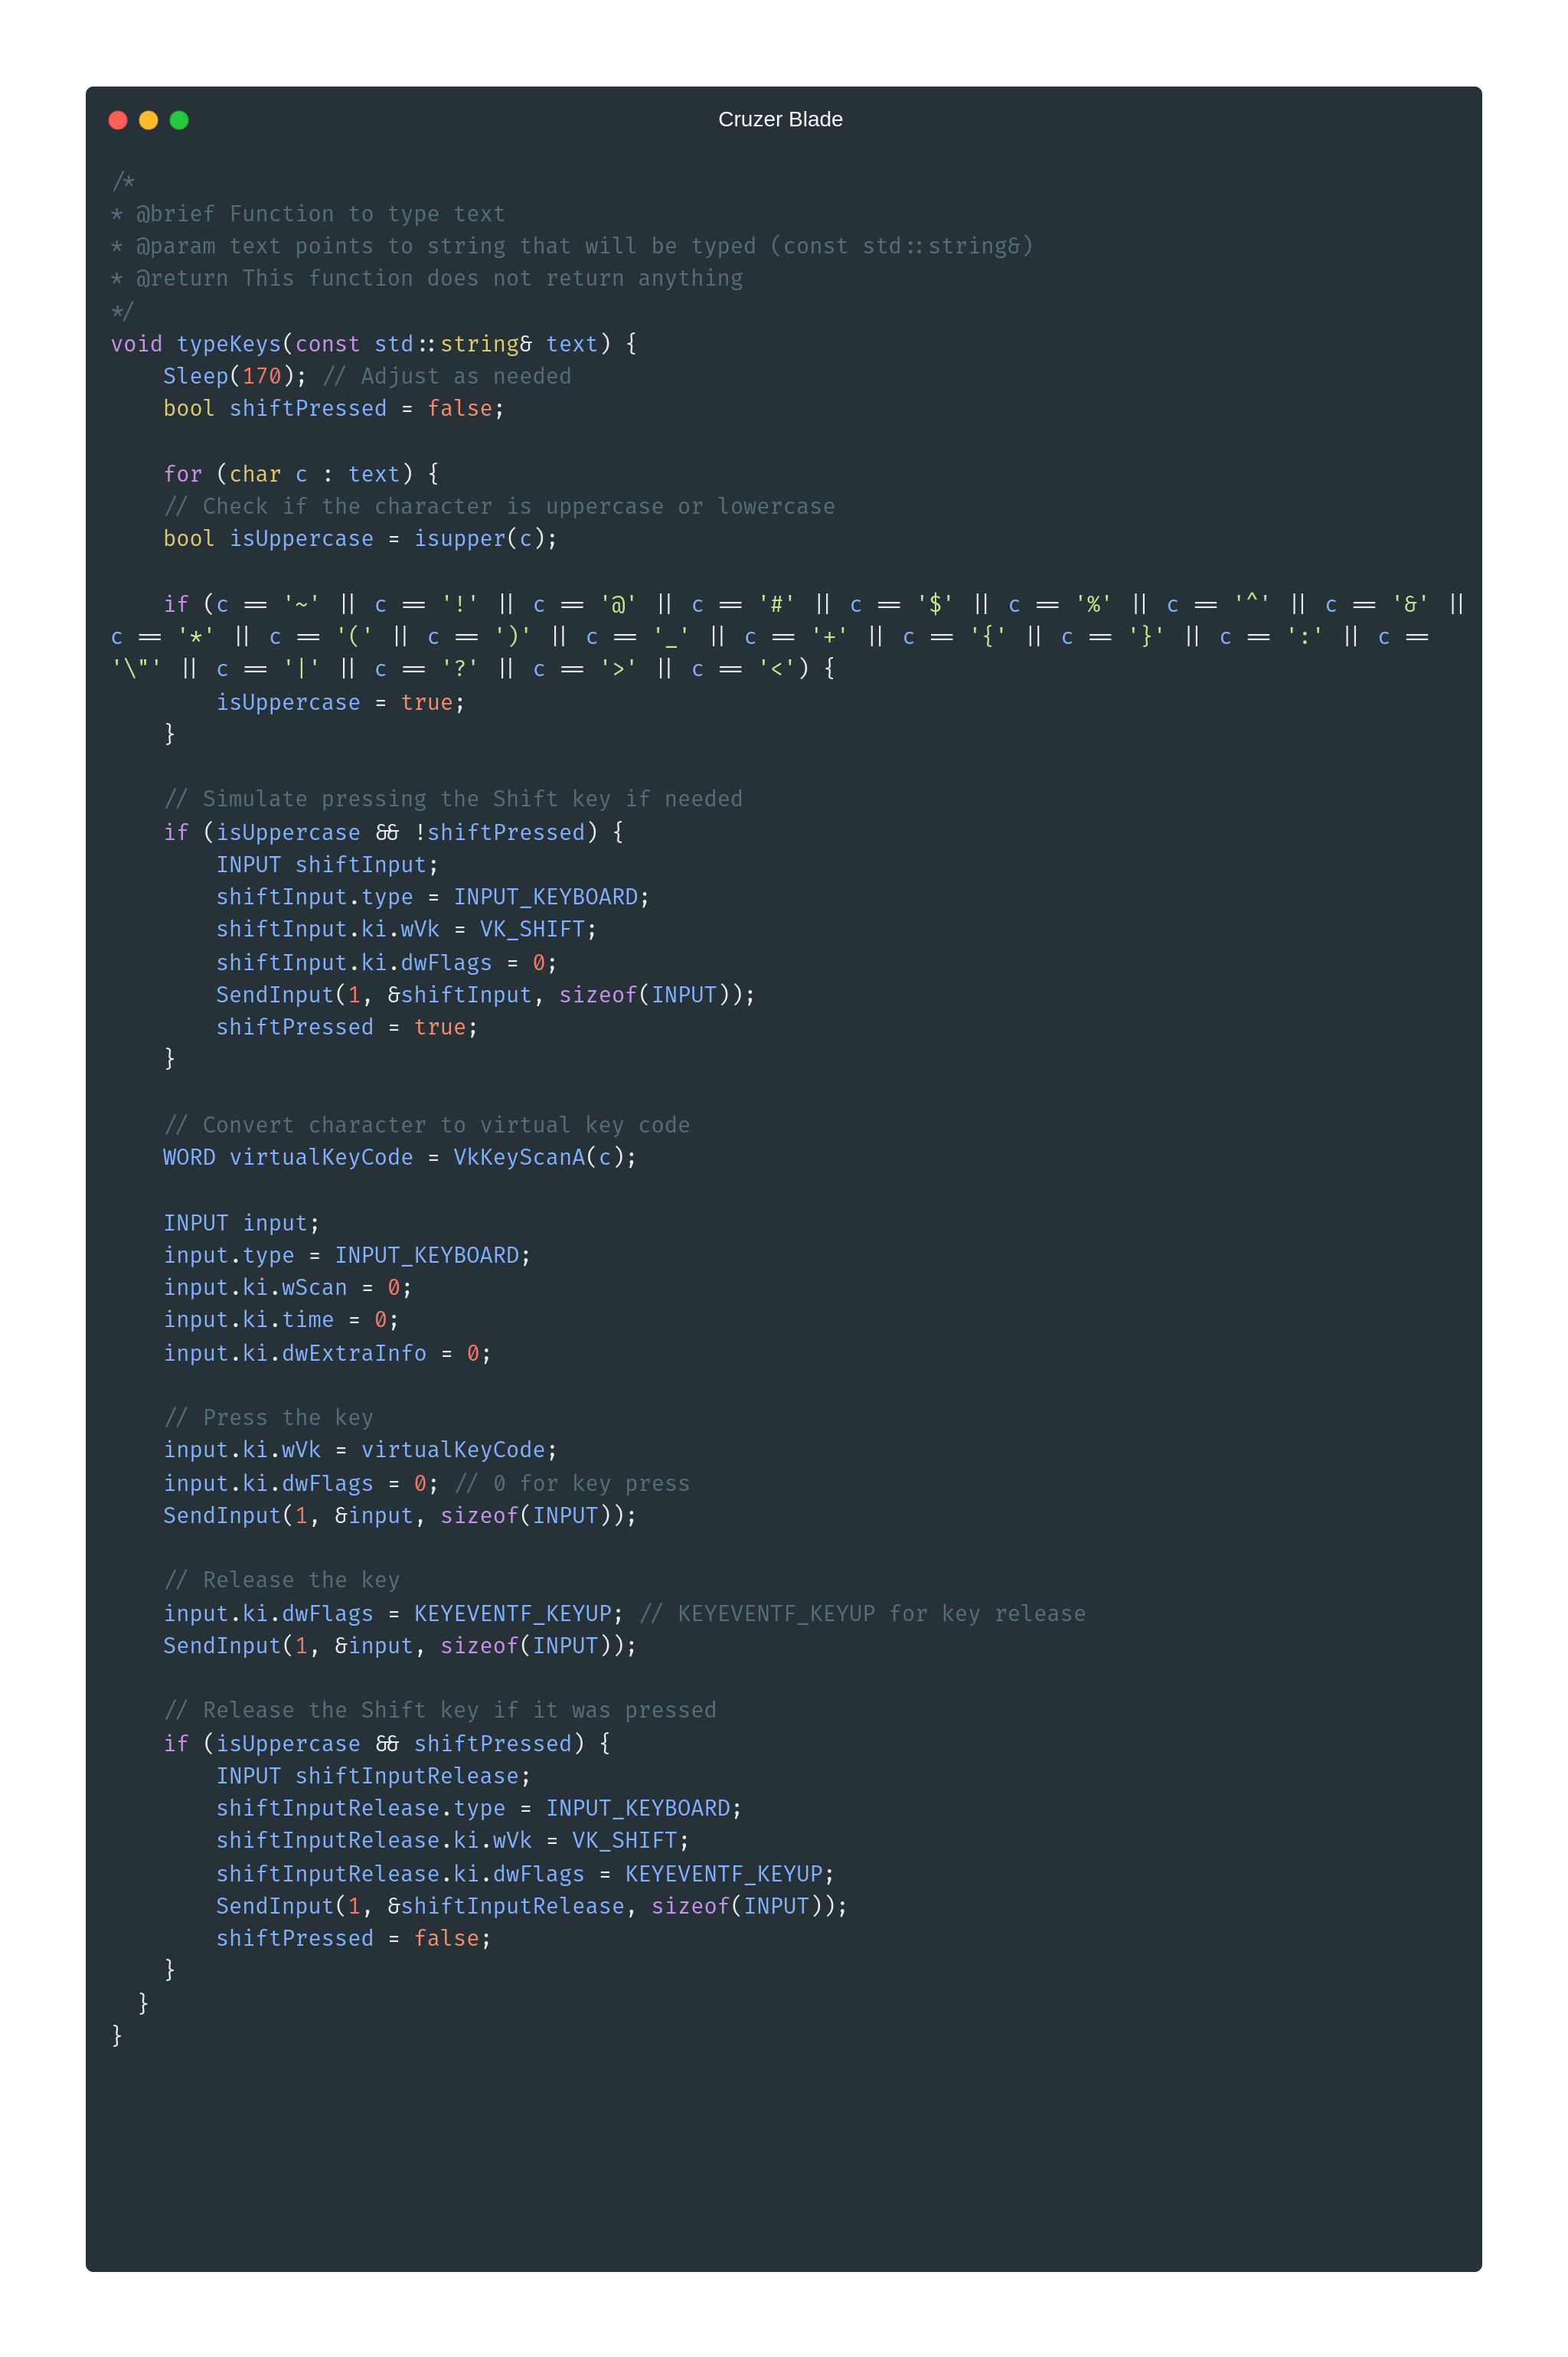 Cruzer Blade
/*
* @brief Function to type text
* @param text points to string that will be typed (const std::string&)
* @return This function does not return anything
*/
void typeKeys(const std::string& text) {
    Sleep(170); // Adjust as needed
    bool shiftPressed = false;

    for (char c : text) {
    // Check if the character is uppercase or lowercase
    bool isUppercase = isupper(c);

    if (c == '~' || c == '!' || c == '@' || c == '#' || c == '$' || c == '%' || c == '^' || c == '&' ||
c == '*' || c == '(' || c == ')' || c == '_' || c == '+' || c == '{' || c == '}' || c == ':' || c ==
'\"' || c == '|' || c == '?' || c == '>' || c == '<') {
        isUppercase = true;
    }

    // Simulate pressing the Shift key if needed
    if (isUppercase && !shiftPressed) {
        INPUT shiftInput;
        shiftInput.type = INPUT_KEYBOARD;
        shiftInput.ki.wVk = VK_SHIFT;
        shiftInput.ki.dwFlags = 0;
        SendInput(1, &shiftInput, sizeof(INPUT));
        shiftPressed = true;
    }

    // Convert character to virtual key code
    WORD virtualKeyCode = VkKeyScanA(c);

    INPUT input;
    input.type = INPUT_KEYBOARD;
    input.ki.wScan = 0;
    input.ki.time = 0;
    input.ki.dwExtraInfo = 0;

    // Press the key
    input.ki.wVk = virtualKeyCode;
    input.ki.dwFlags = 0; // 0 for key press
    SendInput(1, &input, sizeof(INPUT));

    // Release the key
    input.ki.dwFlags = KEYEVENTF_KEYUP; // KEYEVENTF_KEYUP for key release
    SendInput(1, &input, sizeof(INPUT));

    // Release the Shift key if it was pressed
    if (isUppercase && shiftPressed) {
        INPUT shiftInputRelease;
        shiftInputRelease.type = INPUT_KEYBOARD;
        shiftInputRelease.ki.wVk = VK_SHIFT;
        shiftInputRelease.ki.dwFlags = KEYEVENTF_KEYUP;
        SendInput(1, &shiftInputRelease, sizeof(INPUT));
        shiftPressed = false;
    }
  }
}